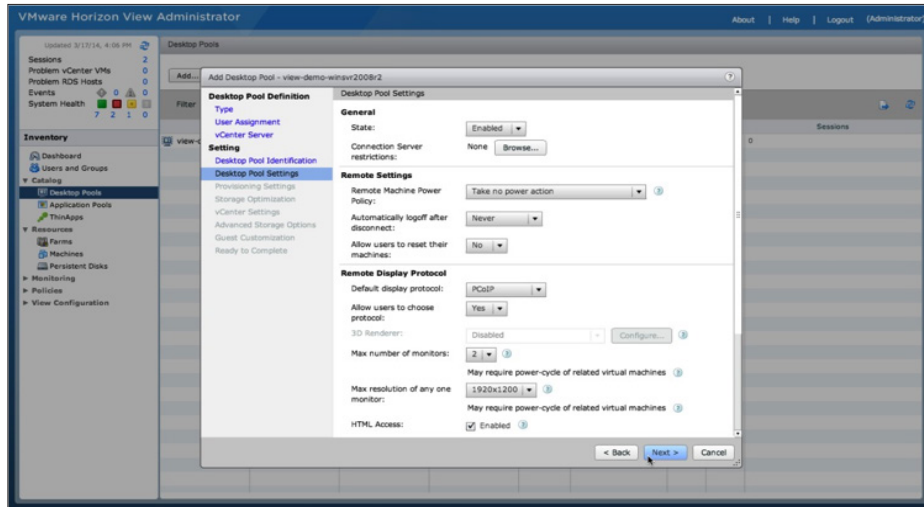 VMware Horizon View Administrator
About | Help | Logout (Administrator)
Updated 3/17/14, 4:06 PM
Sessions 2
Problem vCenter VMs 0
Problem RDS Hosts 0
Events 0 0
System Health
7 2 1 0
Inventory
Dashboard
Users and Groups
Catalog
Desktop Pools
Application Pools
ThinApps
Resources
Farms
Machines
Persistent Disks
Monitoring
Policies
View Configuration
Desktop Pools
Add...
Filter
Sessions
view-
0
Add Desktop Pool - view-demo-winsvr2008r2
?
Desktop Pool Definition
Type
User Assignment
vCenter Server
Setting
Desktop Pool Identification
Desktop Pool Settings
Provisioning Settings
Storage Optimization
vCenter Settings
Advanced Storage Options
Guest Customization
Ready to Complete
Desktop Pool Settings
General
State: Enabled
Connection Server None Browse...
restrictions:
Remote Settings
Remote Machine Power Take no power action
Policy:
Automatically logoff after Never
disconnect:
Allow users to reset their No
machines:
Remote Display Protocol
Default display protocol: PCoIP
Allow users to choose Yes
protocol:
3D Renderer: Disabled Configure...
Max number of monitors: 2
May require power-cycle of related virtual machines
Max resolution of any one 1920x1200
monitor:
May require power-cycle of related virtual machines
HTML Access: Enabled
< Back Next > Cancel